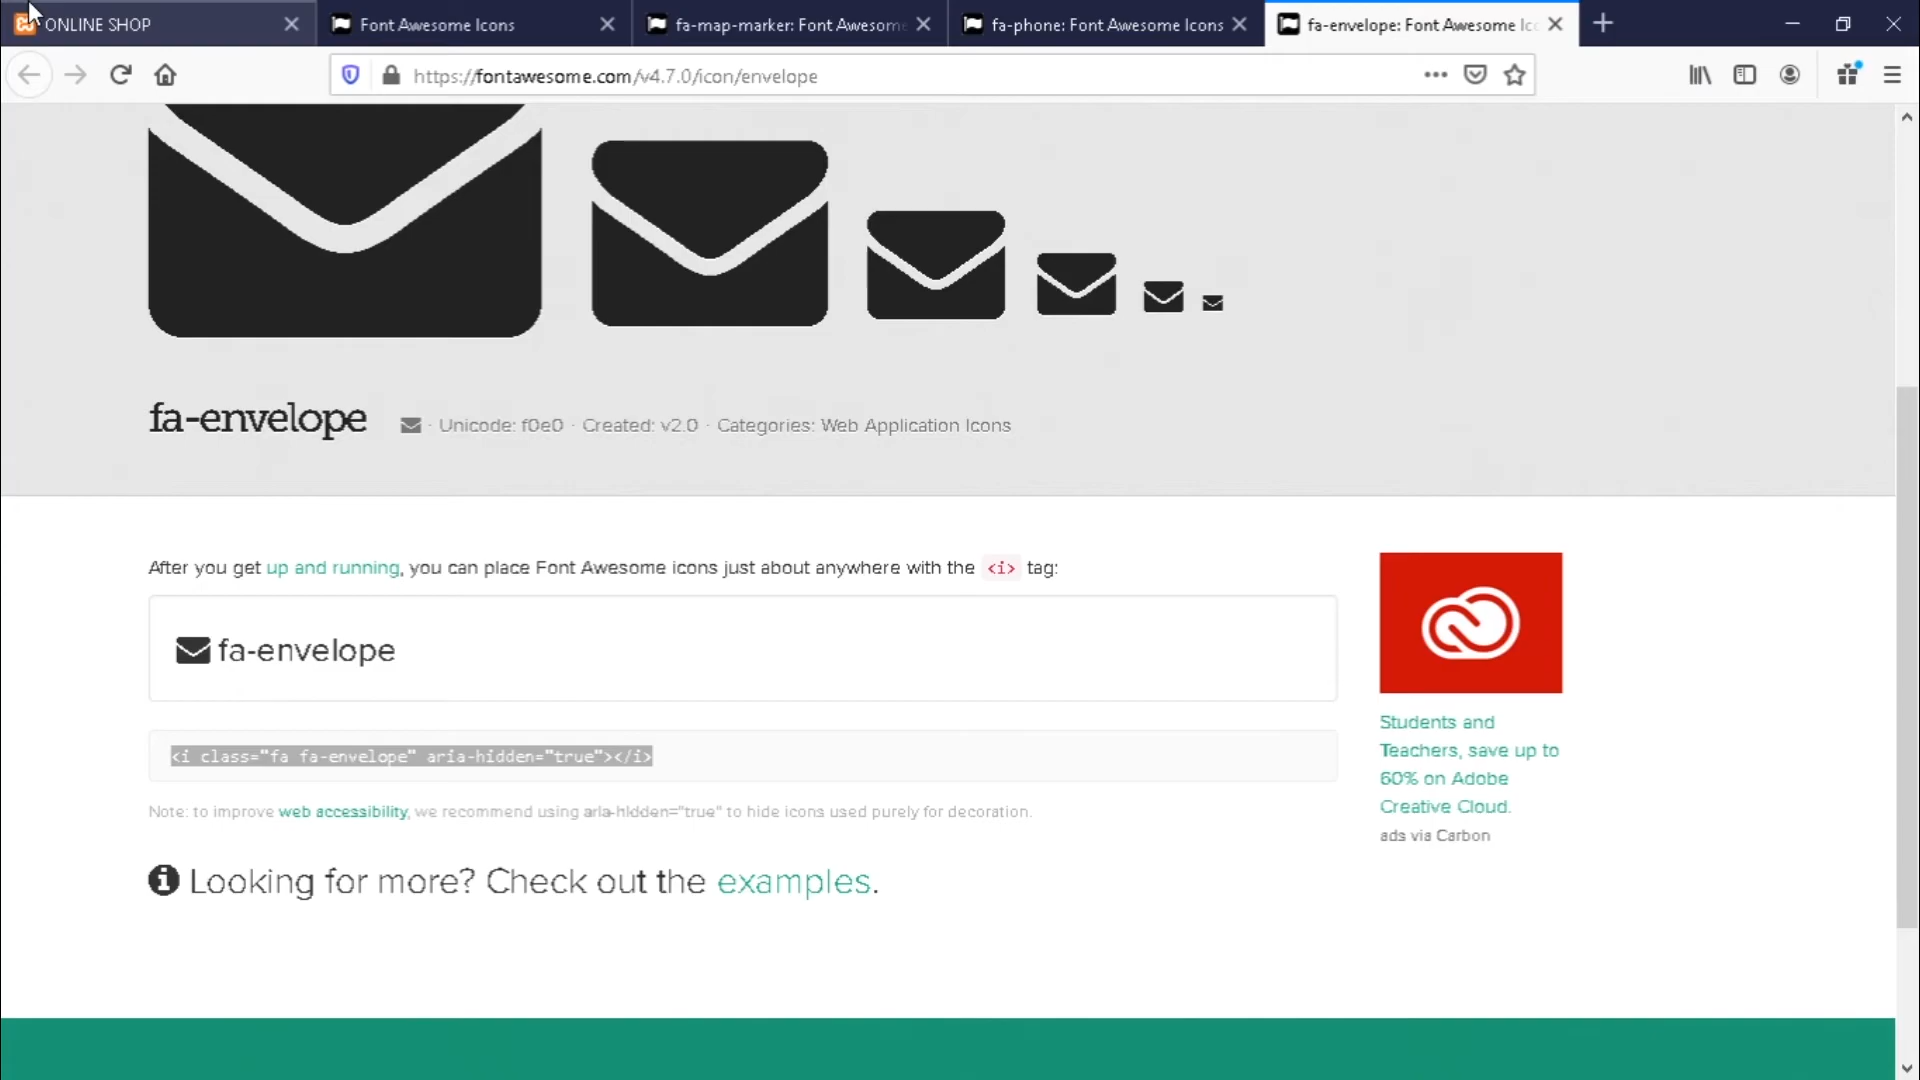 ONLINE SHOP
Font Awesome Icons
fa-map-marker: Font Awesome
fa-phone: Font Awesome Icons
fa-envelope: Font Awesome Ic
https://fontawesome.com/v4.7.0/icon/envelope
fa-envelope · Unicode: f0e0 · Created: v2.0 · Categories: Web Application Icons
After you get up and running, you can place Font Awesome icons just about anywhere with the <i> tag:
fa-envelope
<i class="fa fa-envelope" aria-hidden="true"></i>
Note: to improve web accessibility, we recommend using aria-hidden="true" to hide icons used purely for decoration.
Looking for more? Check out the examples.
Students and
Teachers, save up to
60% on Adobe
Creative Cloud.
ads via Carbon